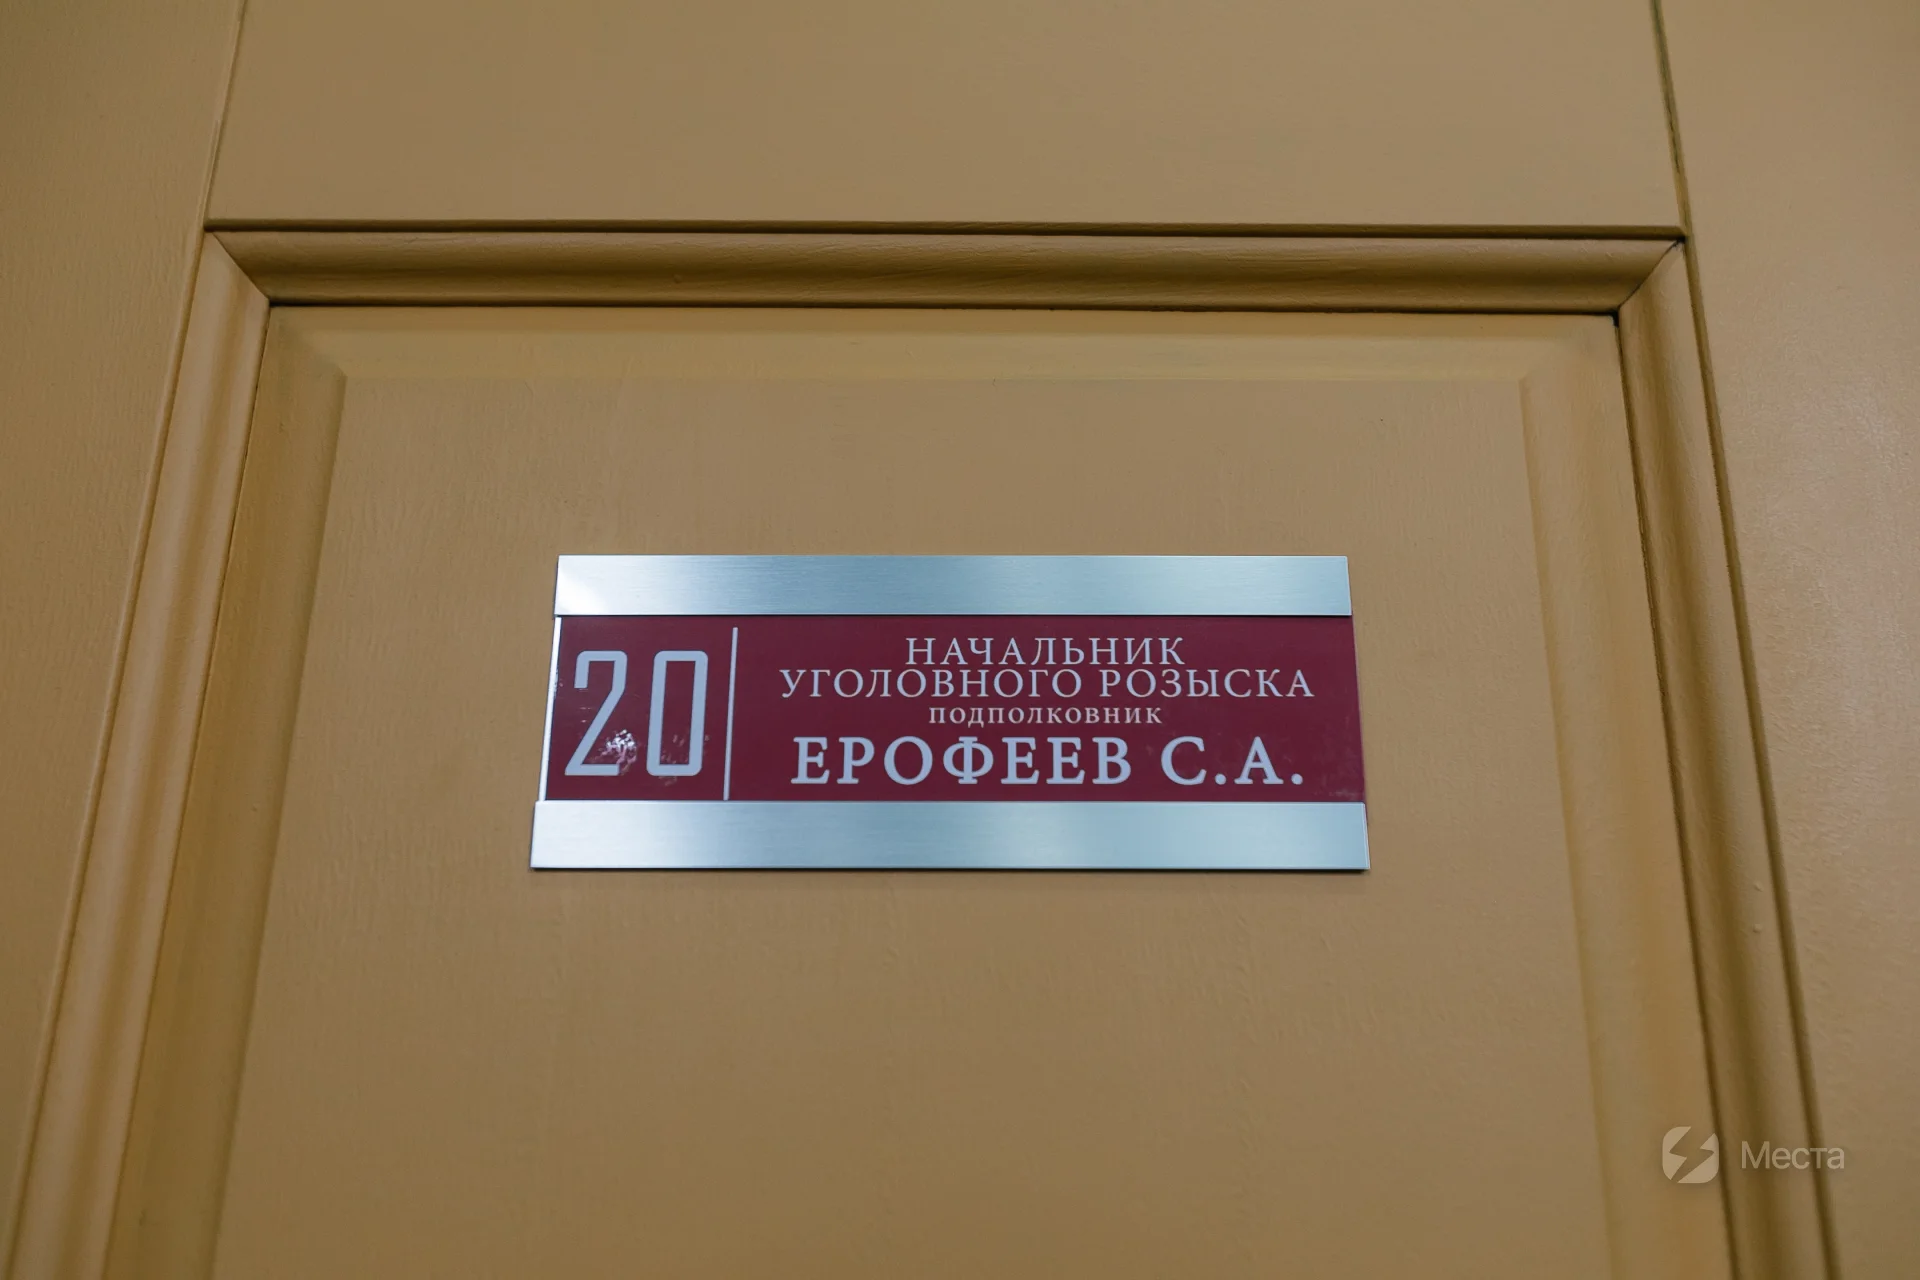 20
НАЧАЛЬНИК
УГОЛОВНОГО РОЗЫСКА
ПОДПОЛКОВНИК
ЕРОФЕЕВ С.А.
Места